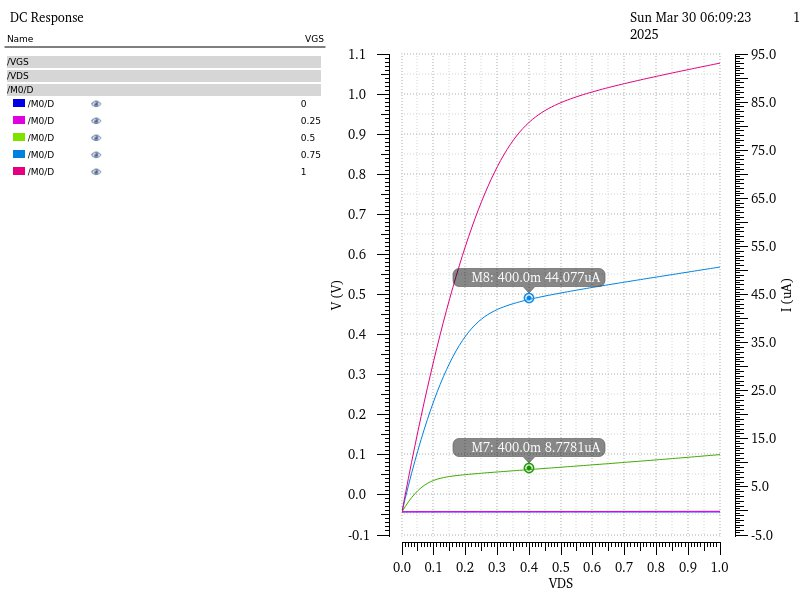 DC Response
Sun Mar 30 06:09:23 1
2025
Name VGS
/VGS
/VDS
/M0/D
/M0/D 0
/M0/D 0.25
/M0/D 0.5
/M0/D 0.75
/M0/D 1
V (V)
1.1
1.0
0.9
0.8
0.7
0.6
0.5
0.4
0.3
0.2
0.1
0.0
-0.1
M8: 400.0m 44.077uA
M7: 400.0m 8.7781uA
95.0
85.0
75.0
65.0
55.0
45.0
35.0
25.0
15.0
5.0
-5.0
I (uA)
0.0 0.1 0.2 0.3 0.4 0.5 0.6 0.7 0.8 0.9 1.0
VDS